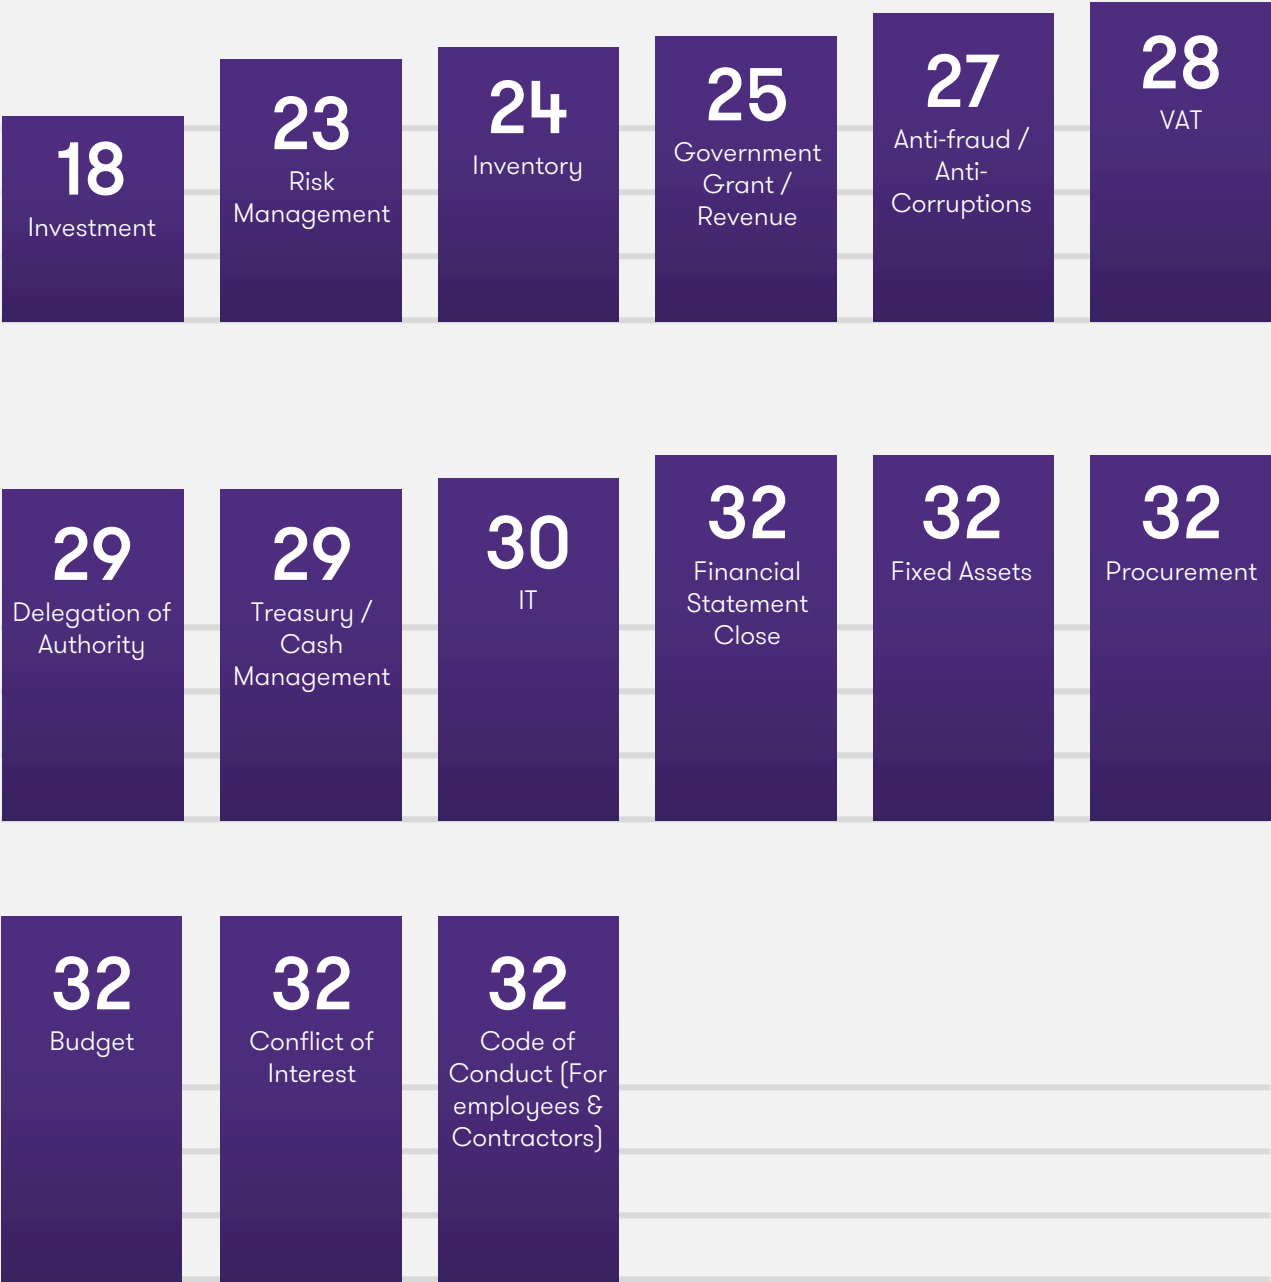 18
Investment
23
Risk
Management
24
Inventory
25
Government
Grant /
Revenue
27
Anti-fraud /
Anti-
Corruptions
28
VAT
29
Delegation of
Authority
29
Treasury /
Cash
Management
30
IT
32
Financial
Statement
Close
32
Fixed Assets
32
Procurement
32
Budget
32
Conflict of
Interest
32
Code of
Conduct (For
employees &
Contractors)